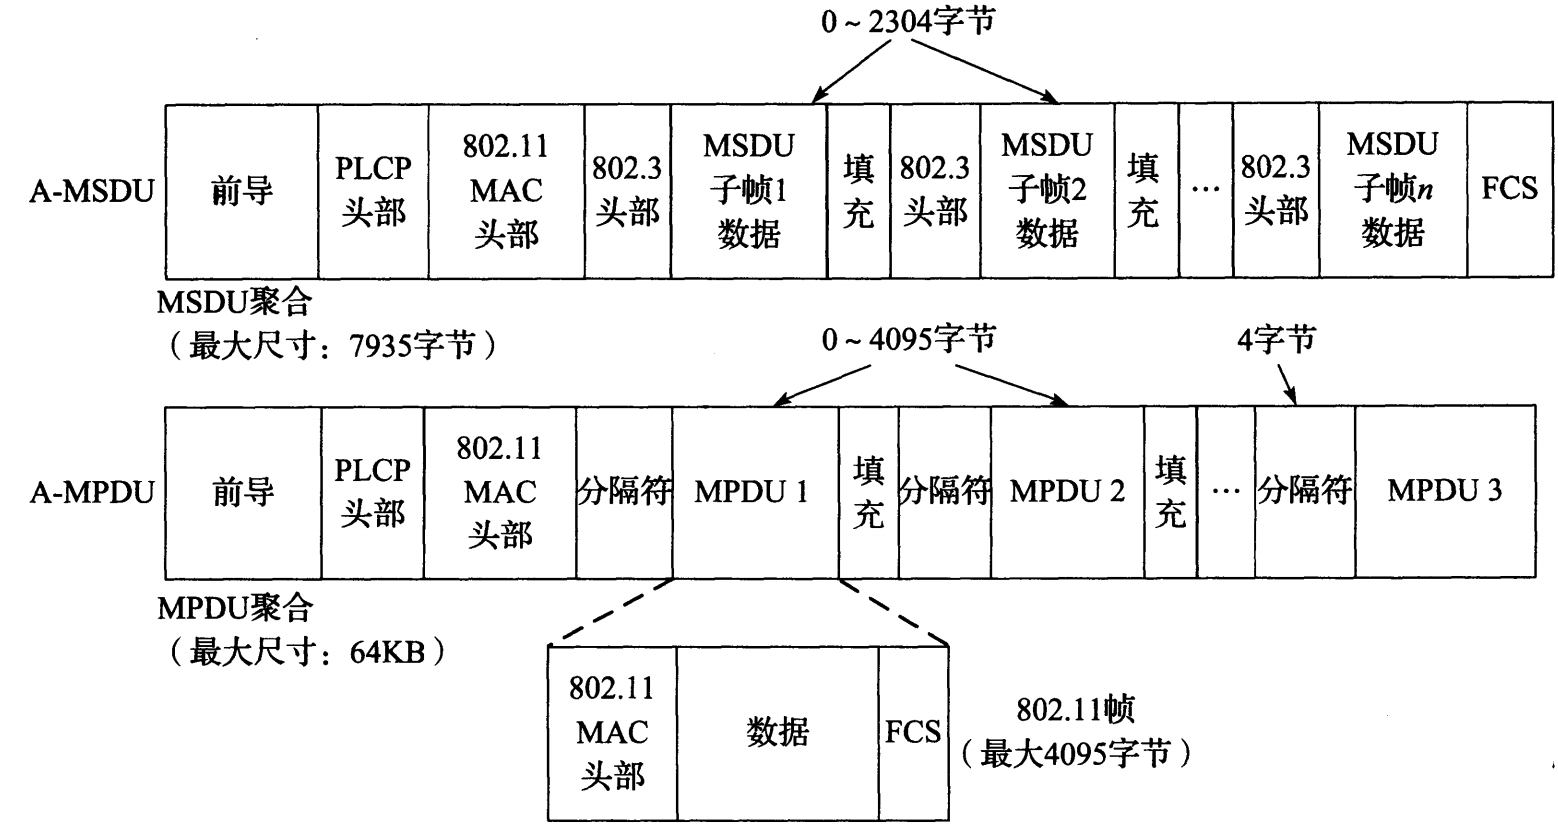 0～2304字节
A-MSDU
前导
PLCP
头部
802.11
MAC
头部
802.3
头部
MSDU
子帧1
数据
填
充
802.3
头部
MSDU
子帧2
数据
填
充
…
802.3
头部
MSDU
子帧n
数据
FCS
MSDU聚合
（最大尺寸：7935字节）
0～4095字节
4字节
A-MPDU
前导
PLCP
头部
802.11
MAC
头部
分隔符
MPDU 1
填
充
分隔符
MPDU 2
填
充
…
分隔符
MPDU 3
MPDU聚合
（最大尺寸：64KB）
802.11
MAC
头部
数据
FCS
802.11帧
（最大4095字节）